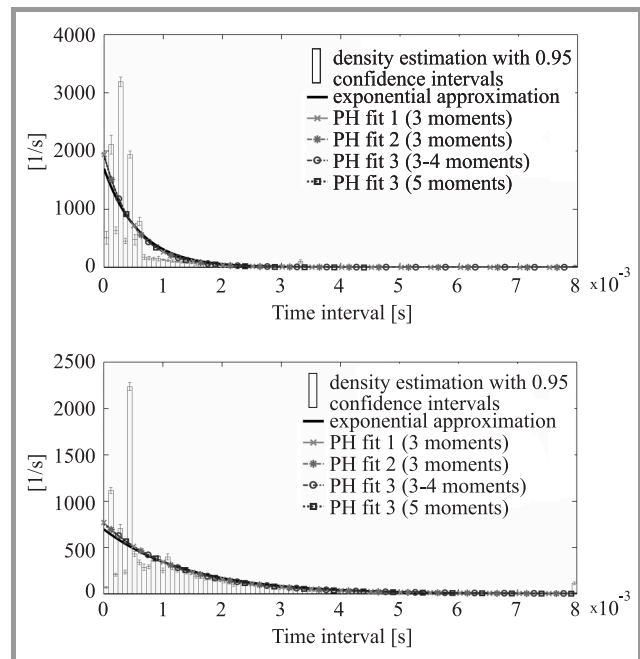 4000
density estimation with 0.95
confidence intervals
exponential approximation
PH fit 1 (3 moments)
PH fit 2 (3 moments)
PH fit 3 (3-4 moments)
PH fit 3 (5 moments)
3000
2000
1000
0
[1/s]
0 1 2 3 4 5 6 7 8 ×10⁻³
Time interval [s]
2500
density estimation with 0.95
confidence intervals
exponential approximation
PH fit 1 (3 moments)
PH fit 2 (3 moments)
PH fit 3 (3-4 moments)
PH fit 3 (5 moments)
2000
1500
1000
500
0
[1/s]
0 1 2 3 4 5 6 7 8 ×10⁻³
Time interval [s]